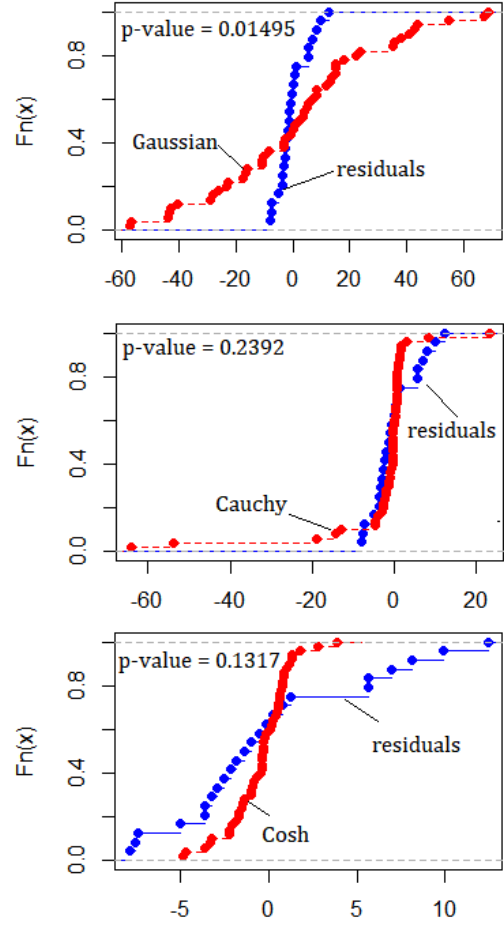 p-value = 0.01495
Fn(x)
0.0 0.4 0.8
Gaussian
residuals
-60 -40 -20 0 20 40 60
p-value = 0.2392
Fn(x)
0.0 0.4 0.8
residuals
Cauchy
-60 -40 -20 0 20
p-value = 0.1317
Fn(x)
0.0 0.4 0.8
residuals
Cosh
-5 0 5 10